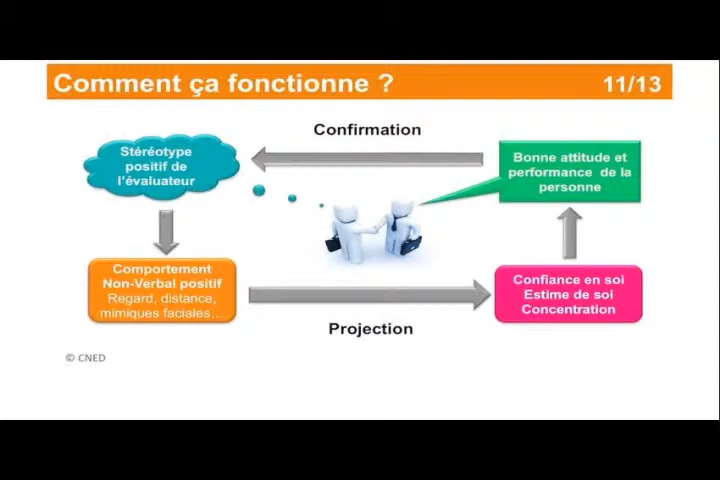 Comment ça fonctionne ?
11/13
Confirmation
Stéréotype
positif de
l'évaluateur
Bonne attitude et
performance de la
personne
Comportement
Non-Verbal positif
Regard, distance,
mimiques faciales...
Confiance en soi
Estime de soi
Concentration
Projection
© CNED